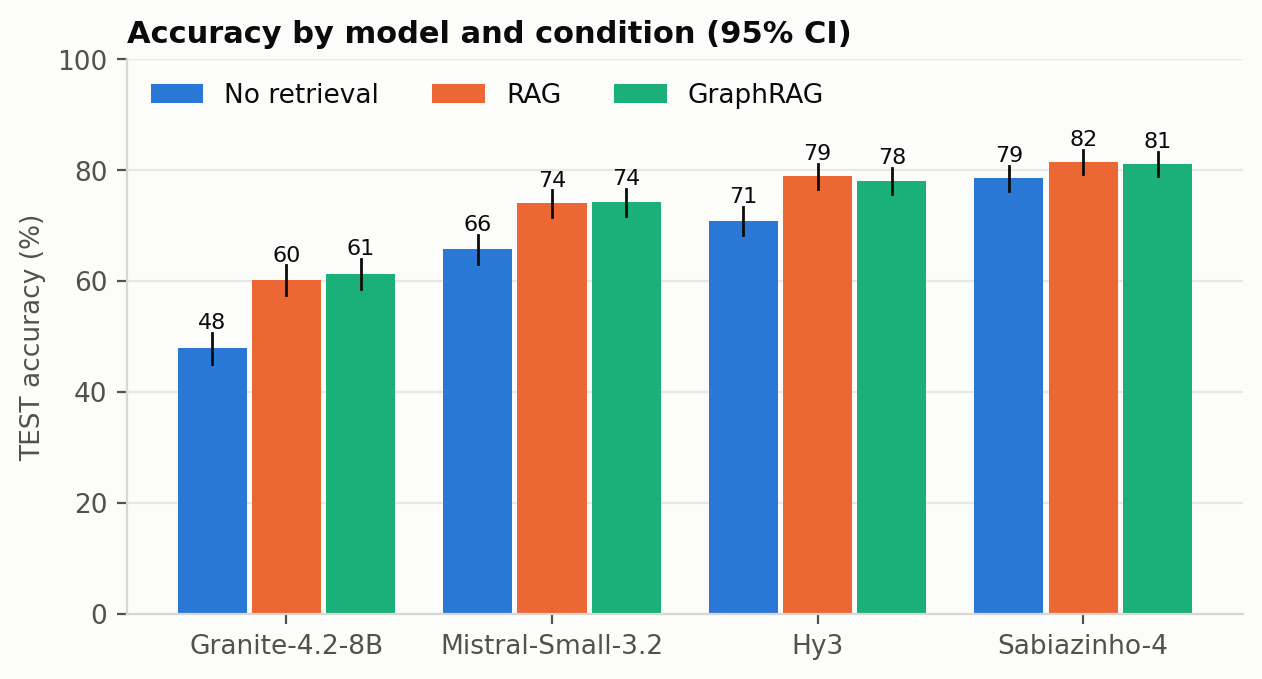 Accuracy by model and condition (95% CI)
No retrieval RAG GraphRAG
TEST accuracy (%)
100
80
60
40
20
0
48 60 61
66 74 74
71 79 78
79 82 81
Granite-4.2-8B Mistral-Small-3.2 Hy3 Sabiazinho-4